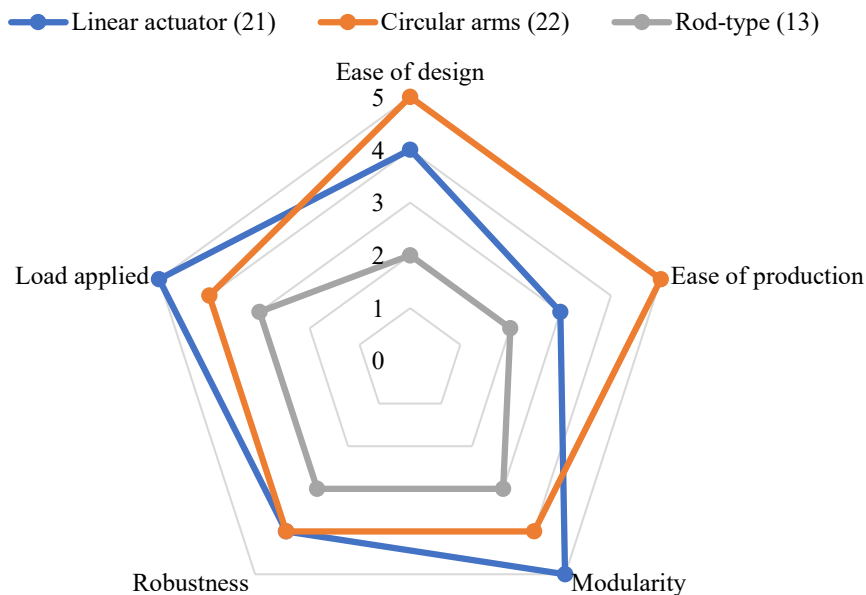 Linear actuator (21) Circular arms (22) Rod-type (13)
Ease of design
5
4
3
2
1
0
Load applied
Ease of production
Robustness
Modularity